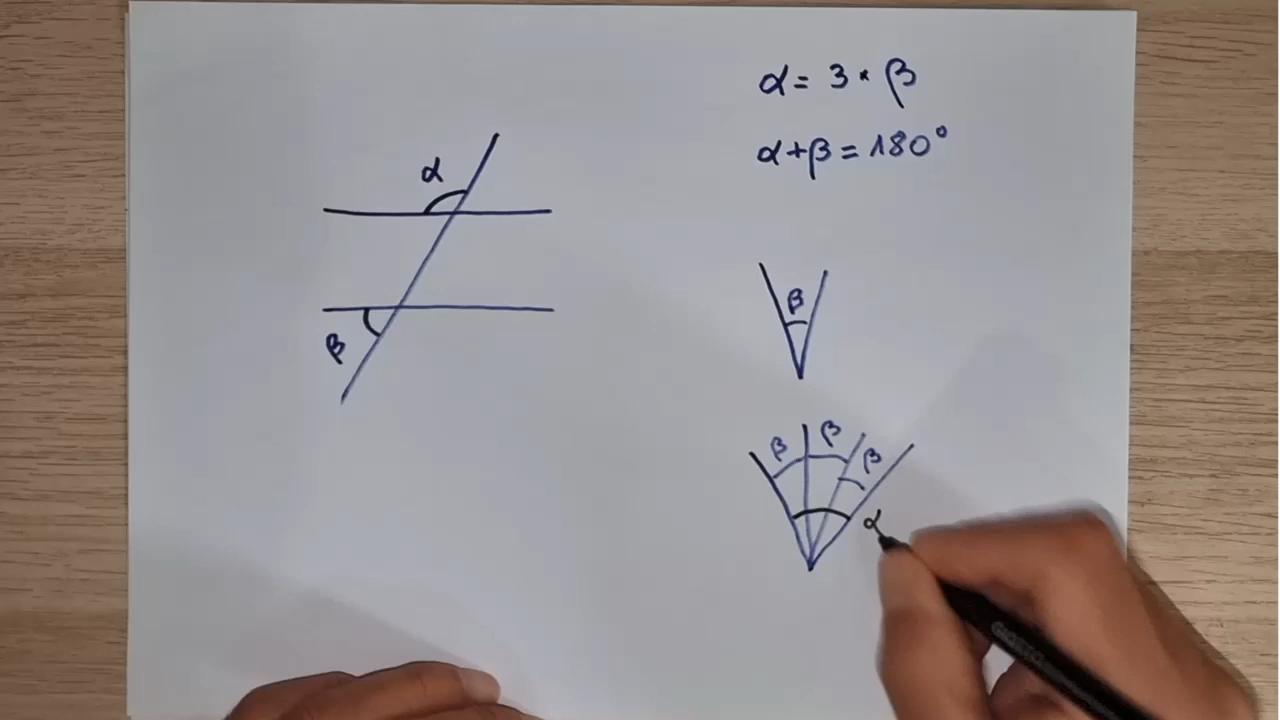 α = 3 · β
α + β = 180°
α
β
β
β
β
β
α